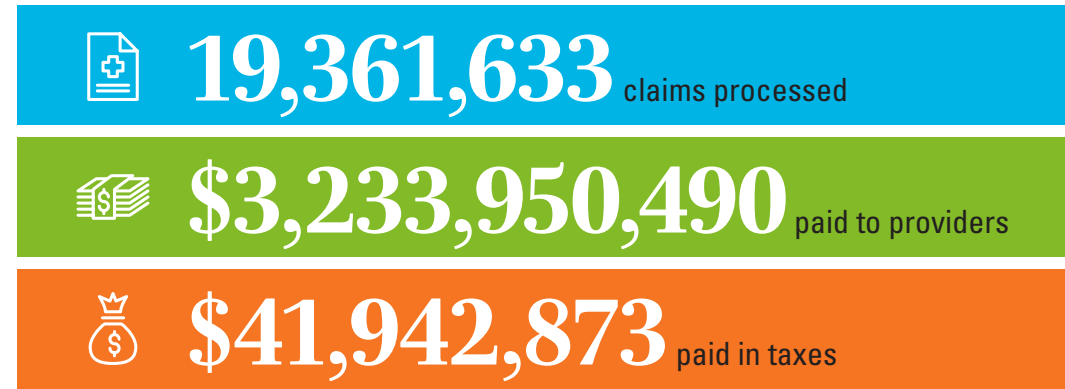 19,361,633 claims processed
$3,233,950,490 paid to providers
$41,942,873 paid in taxes